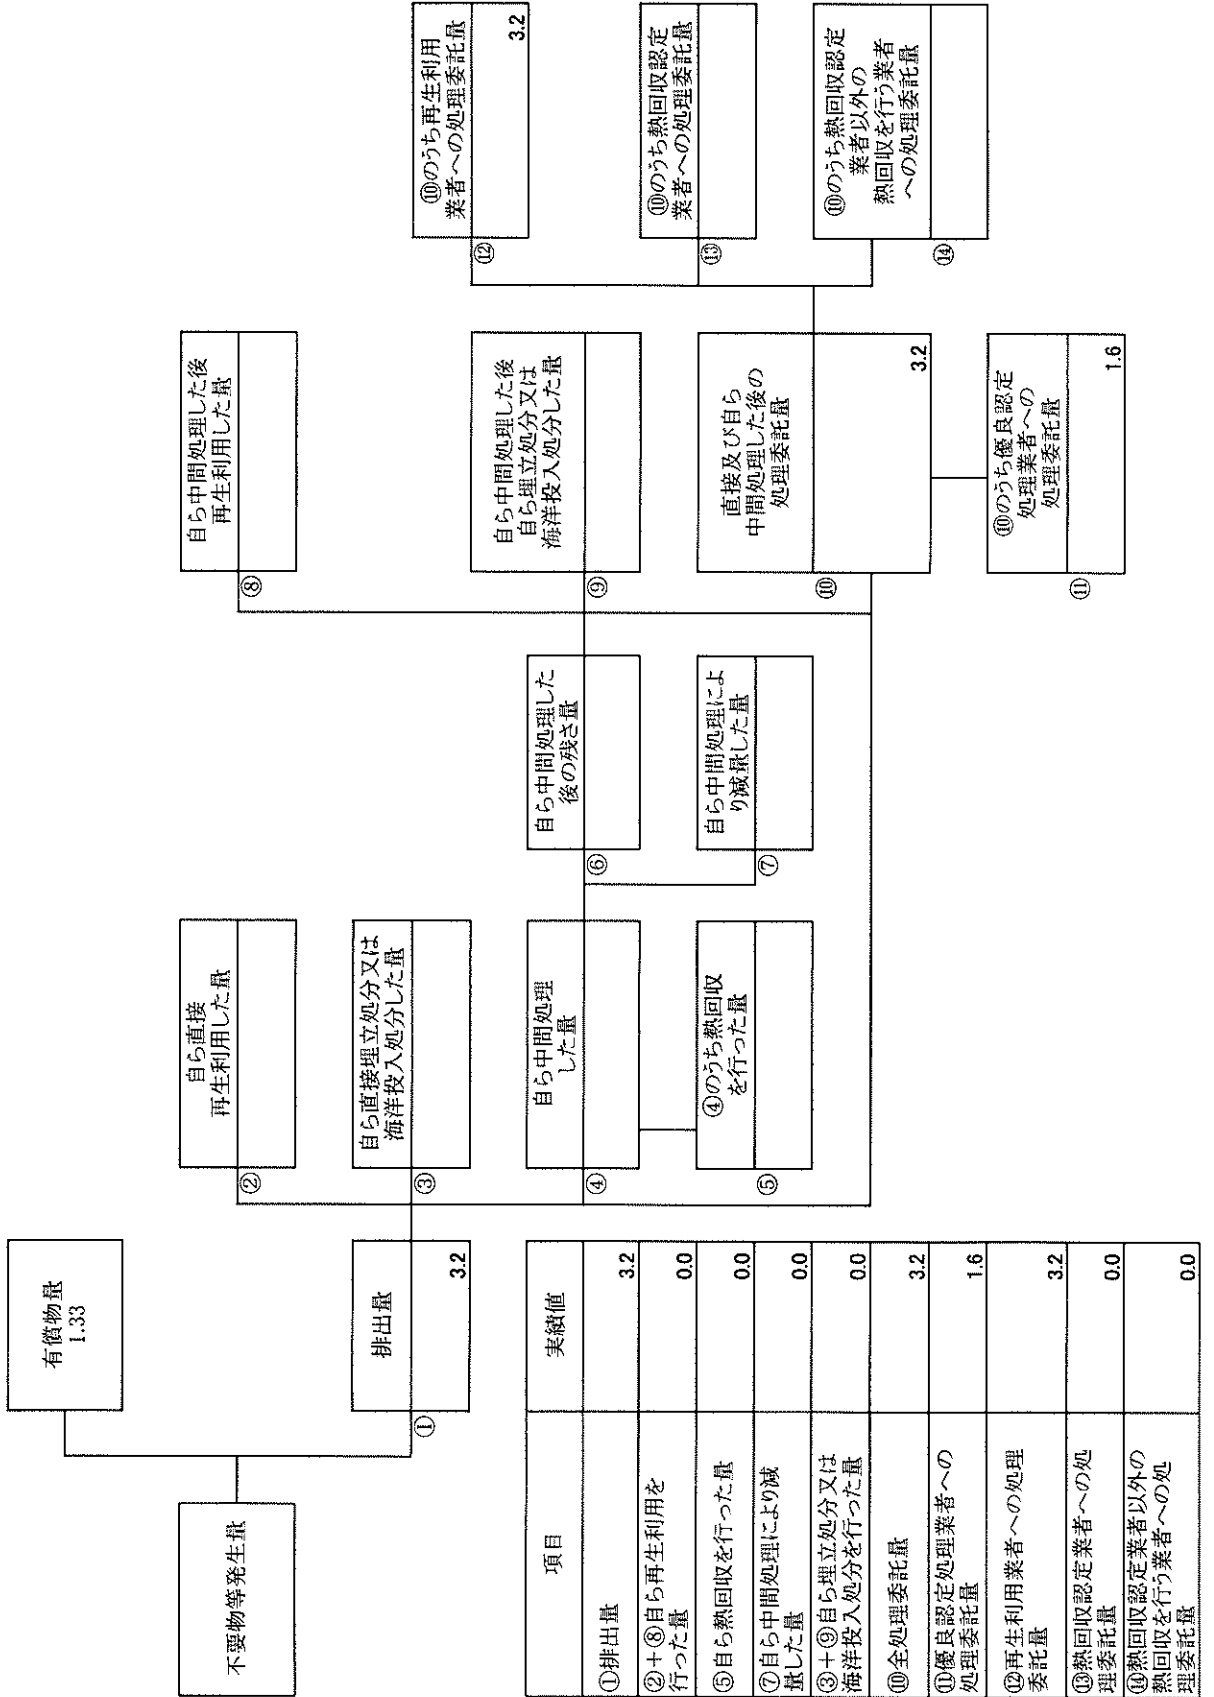 不要物等発生量
有償物量
1.33
①
排出量
3.2
②
自ら直接
再生利用した量
③
自ら直接埋立処分又は
海洋投入処分した量
④
自ら中間処理
した量
⑤
④のうち熱回収
を行った量
⑥
自ら中間処理した
後の残さ量
⑦
自ら中間処理によ
り減量した量
⑧
自ら中間処理した後
再生利用した量
⑨
自ら中間処理した後
自ら埋立処分又は
海洋投入処分した量
⑩
直接及び自ら
中間処理した後の
処理委託量
3.2
⑪
⑩のうち優良認定
処理業者への
処理委託量
1.6
⑫
⑩のうち再生利用
業者への処理委託量
3.2
⑬
⑩のうち熱回収認定
業者への処理委託量
⑭
⑩のうち熱回収認定
業者以外の
熱回収を行う業者
への処理委託量
項目 実績値
①排出量 3.2
②+⑧自ら再生利用を
行った量 0.0
⑤自ら熱回収を行った量 0.0
⑦自ら中間処理により減
量した量 0.0
③+⑨自ら埋立処分又は
海洋投入処分を行った量 0.0
⑩全処理委託量 3.2
⑪優良認定処理業者への
処理委託量 1.6
⑫再生利用業者への処理
委託量 3.2
⑬熱回収認定業者への処
理委託量 0.0
⑭熱回収認定業者以外の
熱回収を行う業者への処
理委託量 0.0